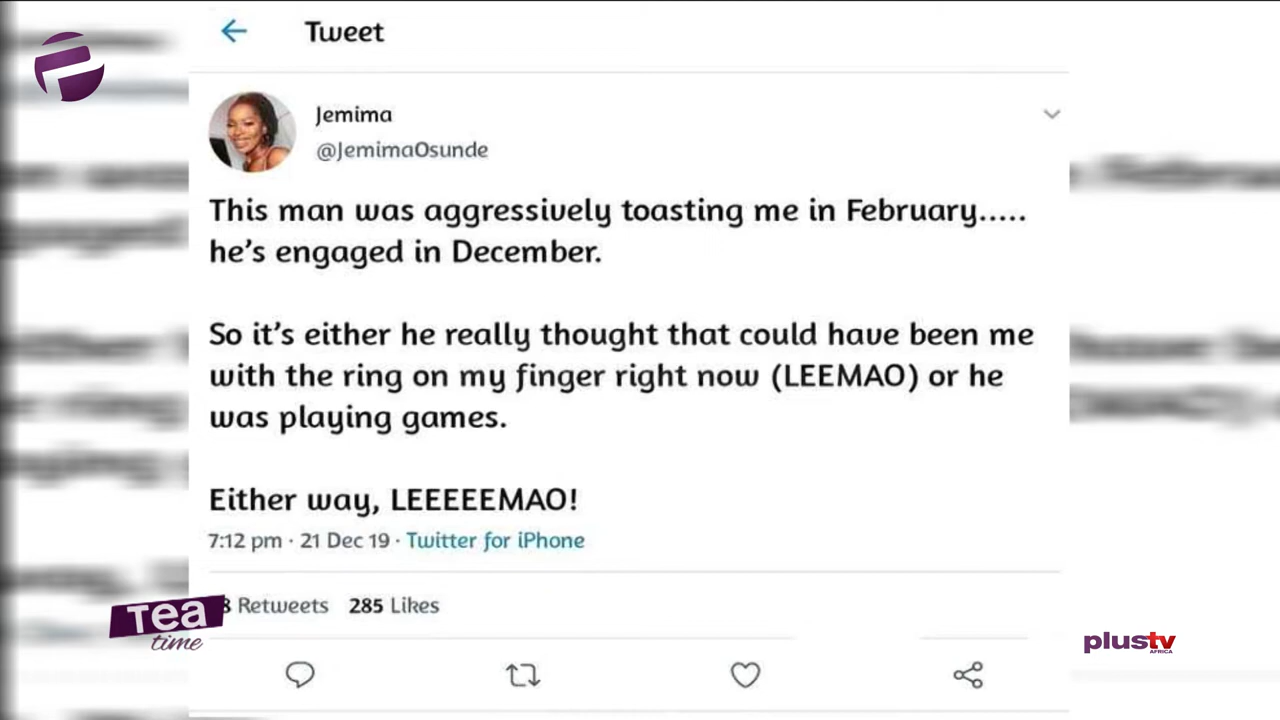 Tweet
Jemima
@JemimaOsunde
This man was aggressively toasting me in February.....
he's engaged in December.
So it's either he really thought that could have been me
with the ring on my finger right now (LEEMAO) or he
was playing games.
Either way, LEEEEEMAO!
7:12 pm · 21 Dec 19 · Twitter for iPhone
Retweets 285 Likes
Tea
time
plustv
AFRICA